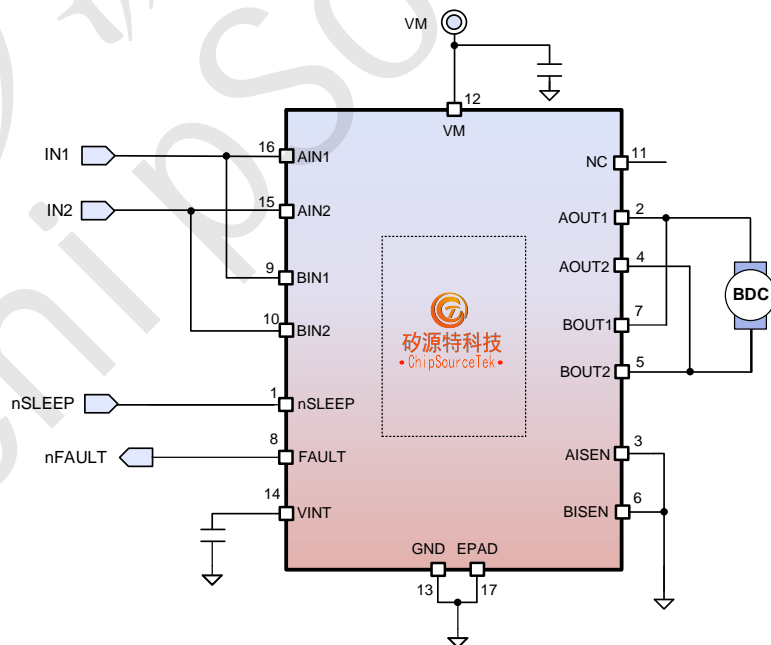 VM
12
VM
IN1
16
AIN1
NC
11
IN2
15
AIN2
AOUT1
2
AOUT2
4
BDC
9
BIN1
BOUT1
7
10
BIN2
矽源特科技
•ChipSourceTek•
BOUT2
5
nSLEEP
1
nSLEEP
nFAULT
8
FAULT
AISEN
3
14
VINT
BISEN
6
GND EPAD
13
17